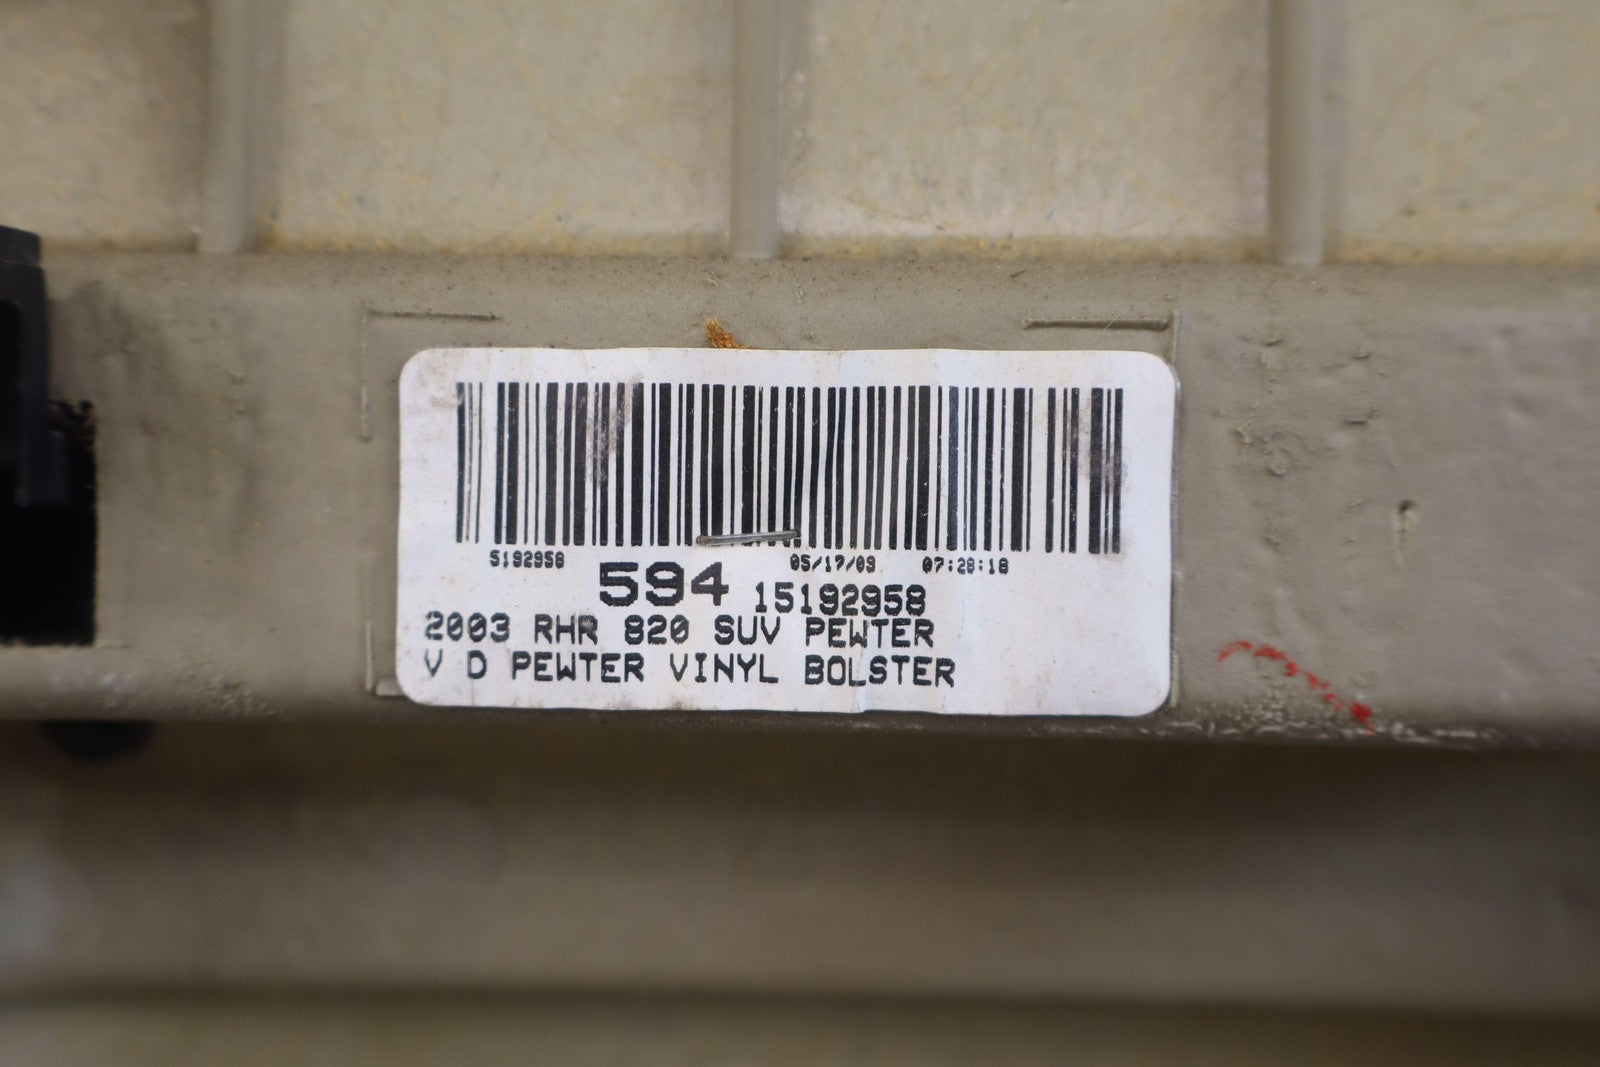 5192958 05/17/03 07:28:18
594 15192958
2003 RHR 820 SUV PEWTER
V D PEWTER VINYL BOLSTER